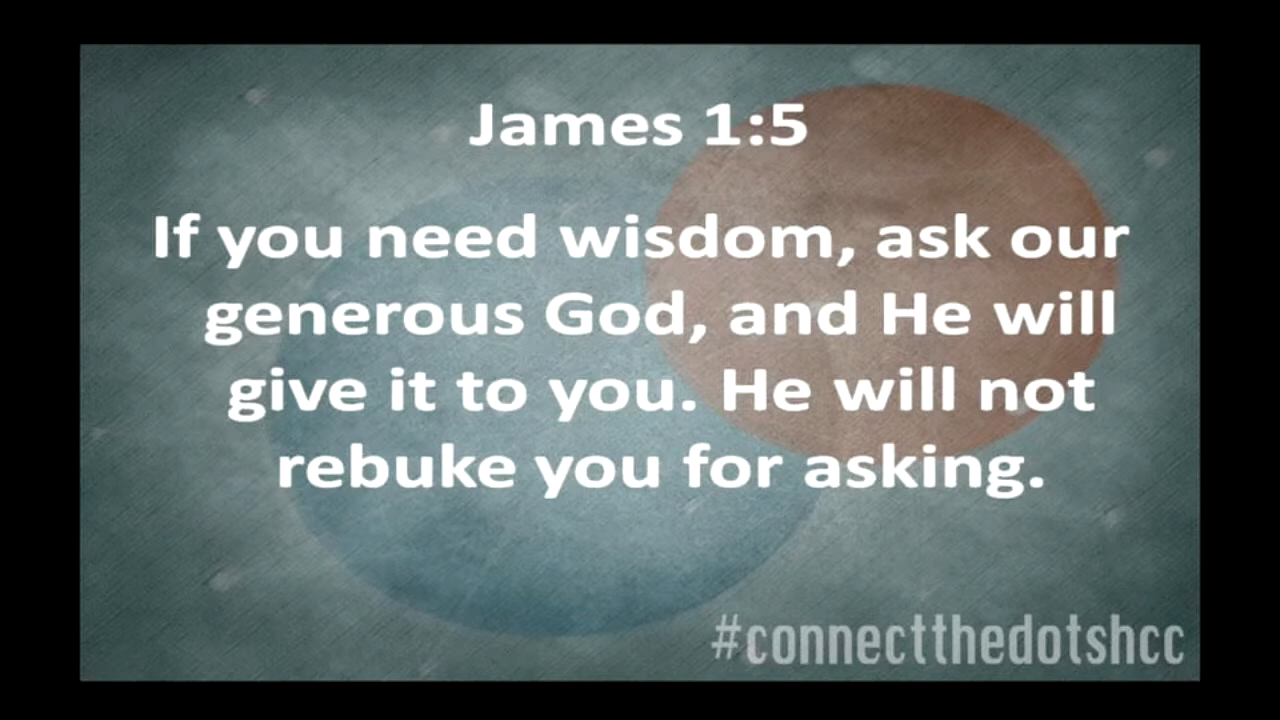 James 1:5
If you need wisdom, ask our
generous God, and He will
give it to you. He will not
rebuke you for asking.
#connectthedotshcc